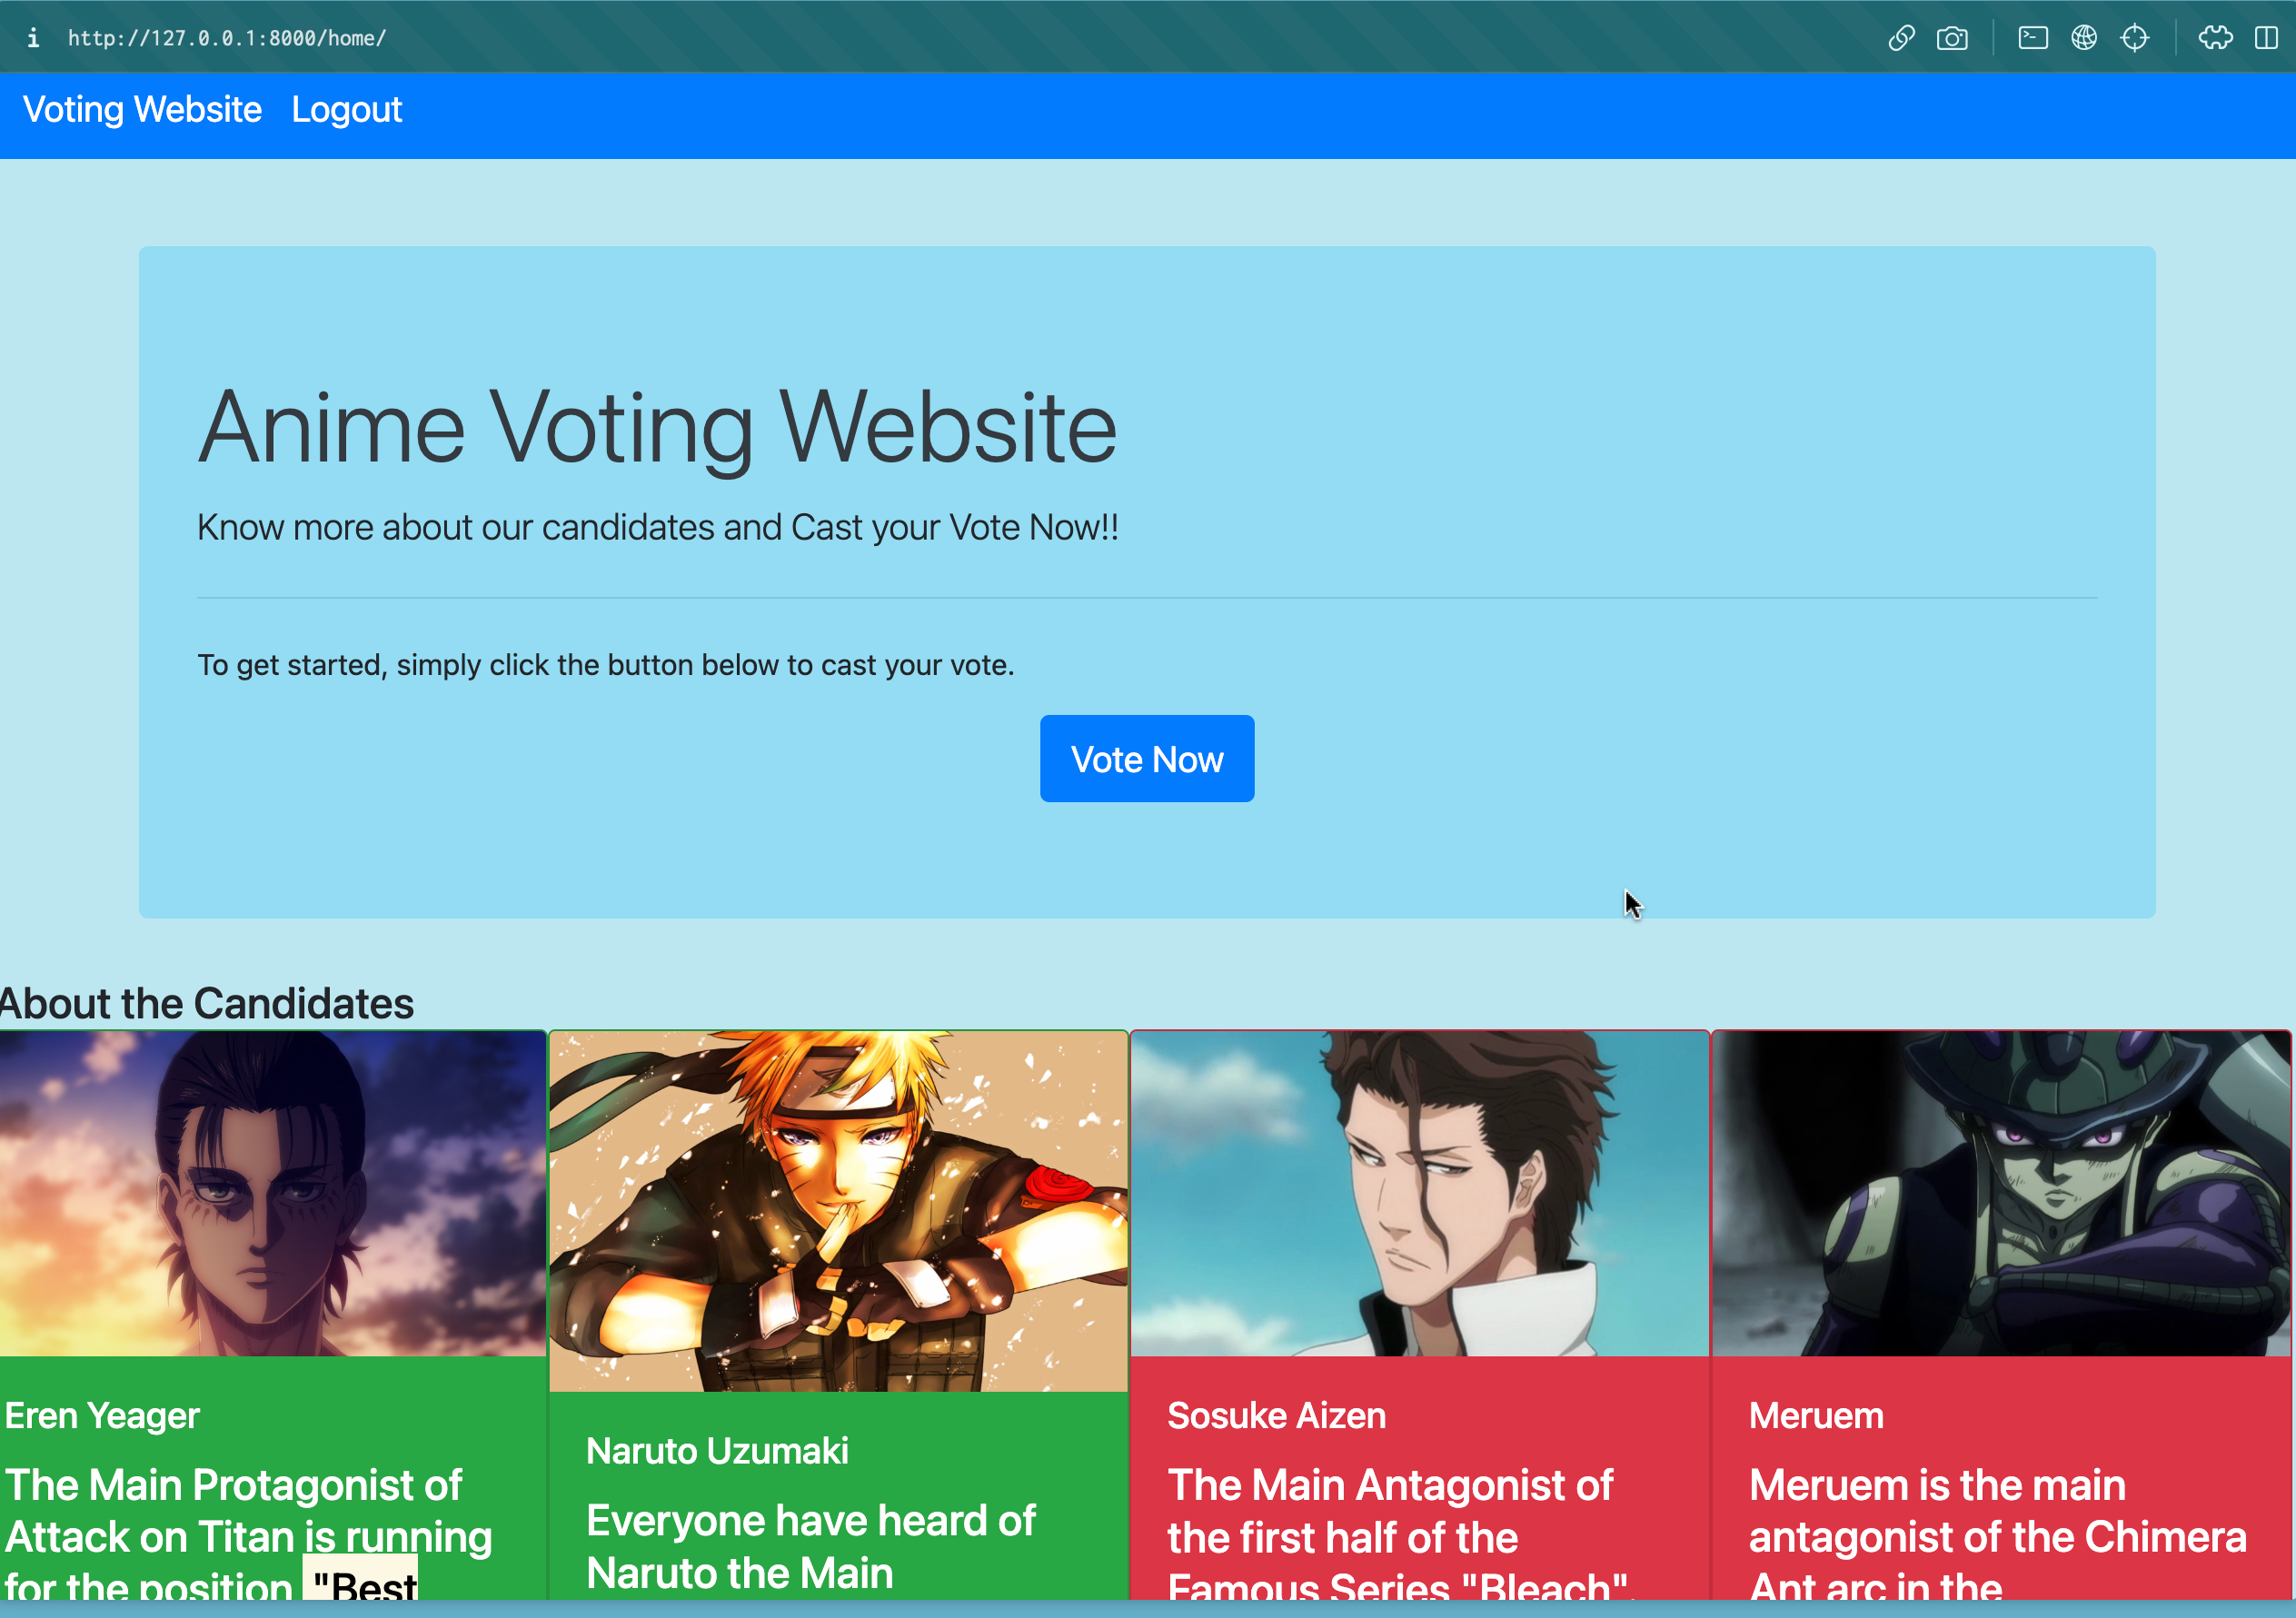 http://127.0.0.1:8000/home/
Voting Website Logout
Anime Voting Website
Know more about our candidates and Cast your Vote Now!!
To get started, simply click the button below to cast your vote.
Vote Now
About the Candidates
Eren Yeager
The Main Protagonist of
Attack on Titan is running
for the position "Best
Naruto Uzumaki
Everyone have heard of
Naruto the Main
Sosuke Aizen
The Main Antagonist of
the first half of the
Famous Series "Bleach".
Meruem
Meruem is the main
antagonist of the Chimera
Ant arc in the